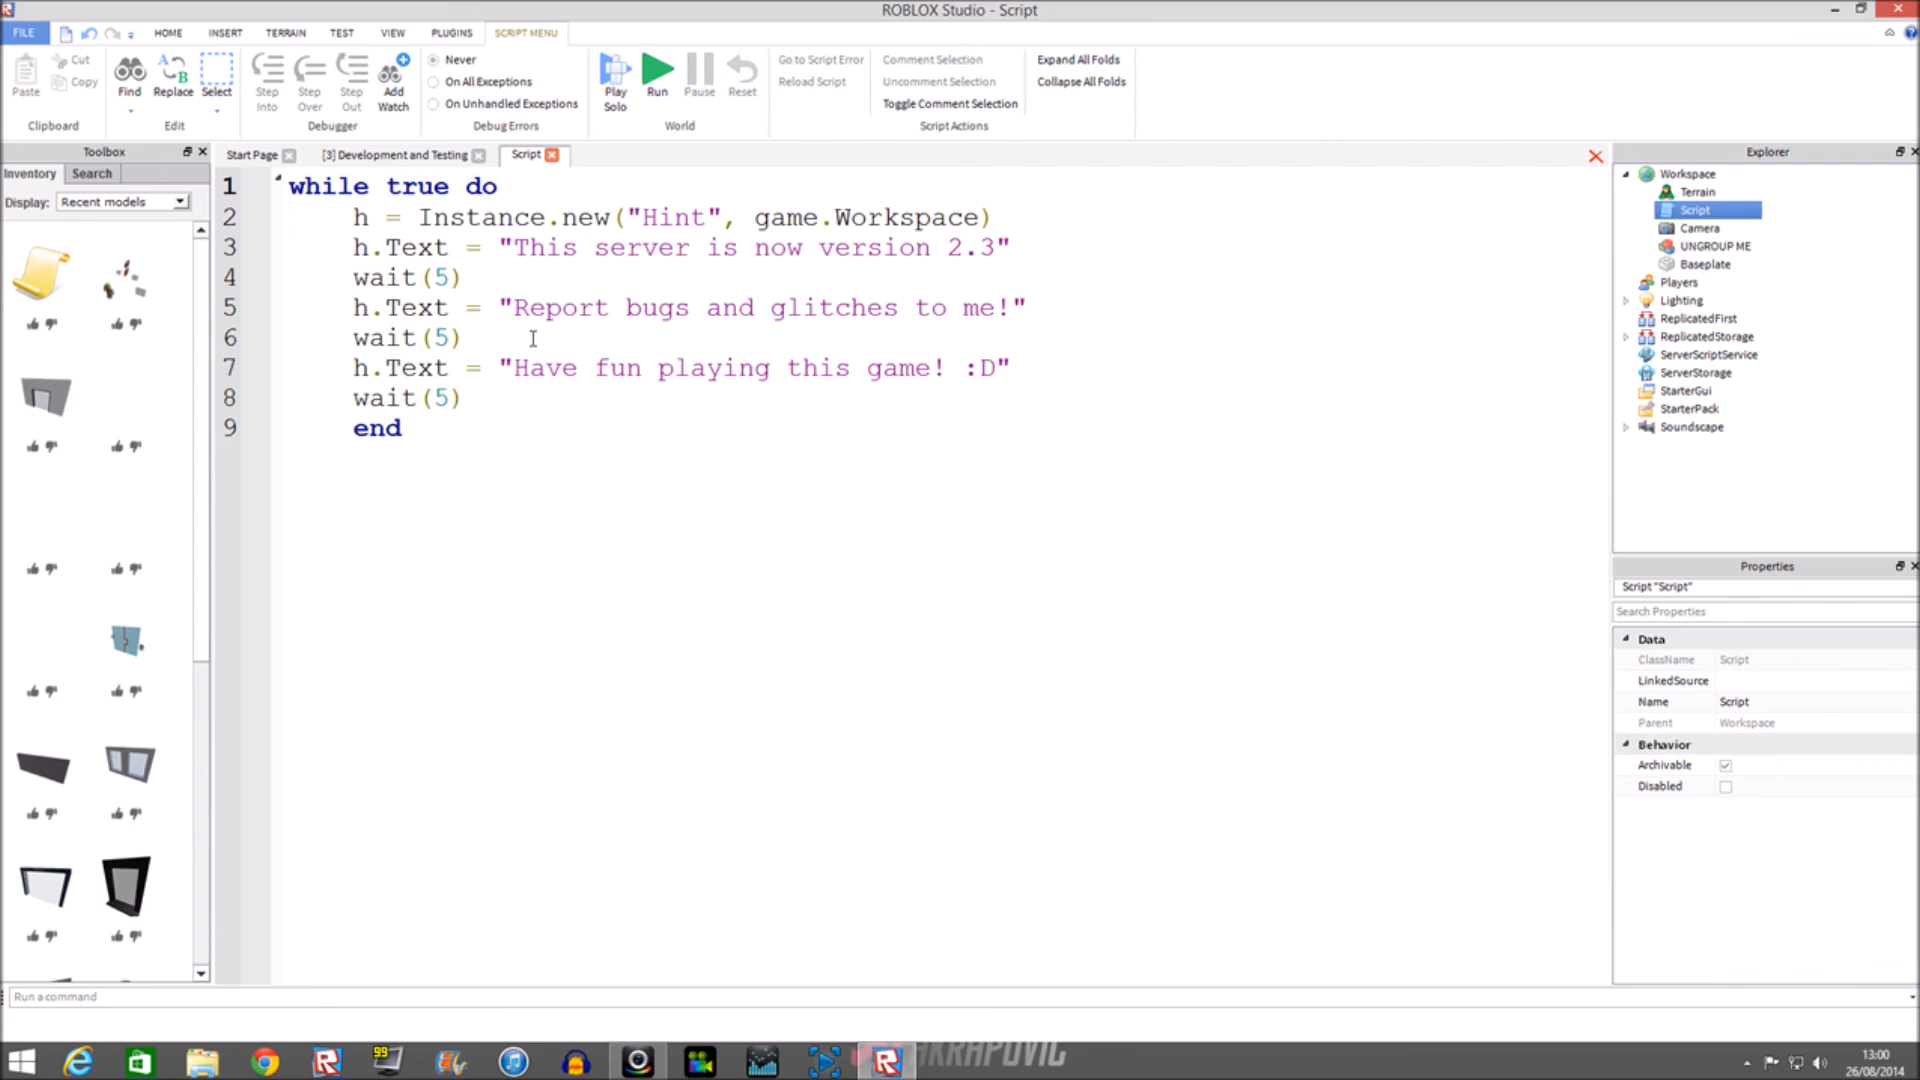 ROBLOX Studio - Script
FILE HOME INSERT TERRAIN TEST VIEW PLUGINS SCRIPT MENU
Paste Cut Copy Clipboard
Find Replace Select Edit
Step Into Step Over Step Out Add Watch Debugger
Never
On All Exceptions
On Unhandled Exceptions
Debug Errors
Play Solo Run Pause Reset World
Go to Script Error
Reload Script
Comment Selection
Uncomment Selection
Toggle Comment Selection
Script Actions
Expand All Folds
Collapse All Folds
Toolbox
Inventory Search
Display: Recent models
Start Page [3] Development and Testing Script
1 while true do
2 h = Instance.new("Hint", game.Workspace)
3 h.Text = "This server is now version 2.3"
4 wait(5)
5 h.Text = "Report bugs and glitches to me!"
6 wait(5)
7 h.Text = "Have fun playing this game! :D"
8 wait(5)
9 end
Explorer
Workspace
Terrain
Script
Camera
UNGROUP ME
Baseplate
Players
Lighting
ReplicatedFirst
ReplicatedStorage
ServerScriptService
ServerStorage
StarterGui
StarterPack
Soundscape
Properties
Script "Script"
Search Properties
Data
ClassName Script
LinkedSource
Name Script
Parent Workspace
Behavior
Archivable
Disabled
Run a command
99
AKRAPOVIC
13:00
26/08/2014